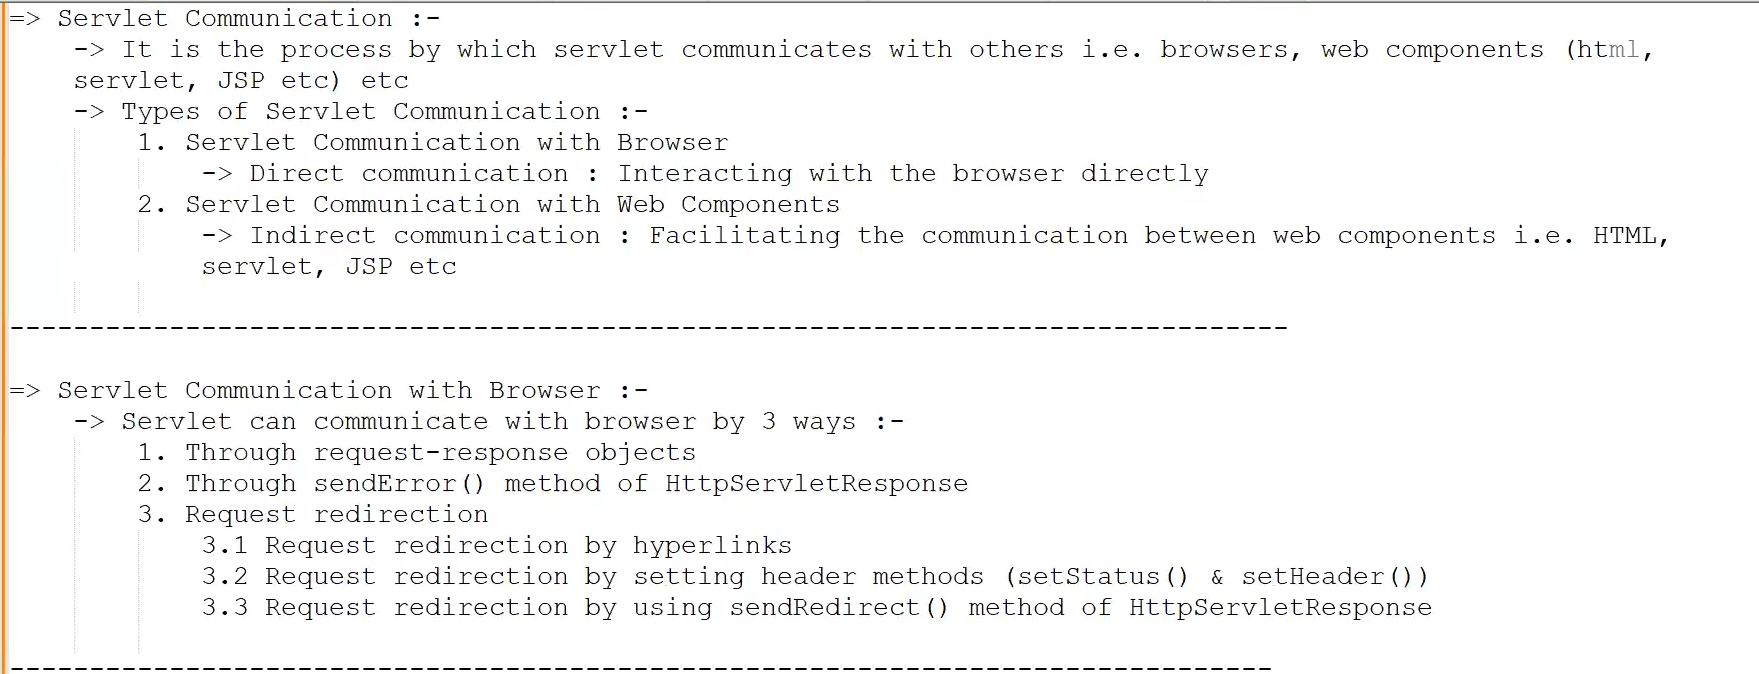 => Servlet Communication :-
-> It is the process by which servlet communicates with others i.e. browsers, web components (html,
servlet, JSP etc) etc
-> Types of Servlet Communication :-
1. Servlet Communication with Browser
-> Direct communication : Interacting with the browser directly
2. Servlet Communication with Web Components
-> Indirect communication : Facilitating the communication between web components i.e. HTML,
servlet, JSP etc
--------------------------------------------------------------------------------
=> Servlet Communication with Browser :-
-> Servlet can communicate with browser by 3 ways :-
1. Through request-response objects
2. Through sendError() method of HttpServletResponse
3. Request redirection
3.1 Request redirection by hyperlinks
3.2 Request redirection by setting header methods (setStatus() & setHeader())
3.3 Request redirection by using sendRedirect() method of HttpServletResponse
-------------------------------------------------------------------------------